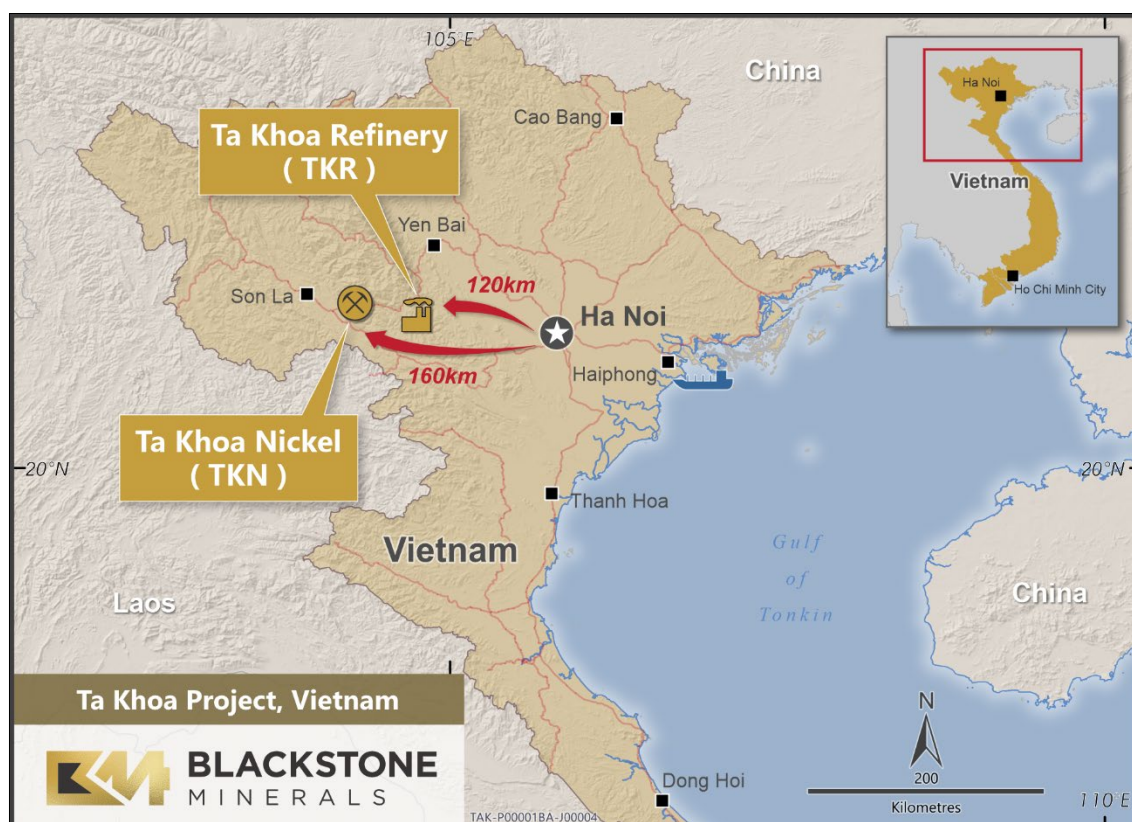 105°E
China
Cao Bang
Ta Khoa Refinery
( TKR )
Yen Bai
Son La
120km
Ha Noi
160km
Haiphong
Ta Khoa Nickel
( TKN )
20°N
20°N
Thanh Hoa
Vietnam
Gulf
of
Tonkin
Laos
China
Ha Noi
Vietnam
Ho Chi Minh City
Ta Khoa Project, Vietnam
BLACKSTONE
MINERALS
TAK-P00001BA-J00004
Dong Hoi
N
200
Kilometres
110°E